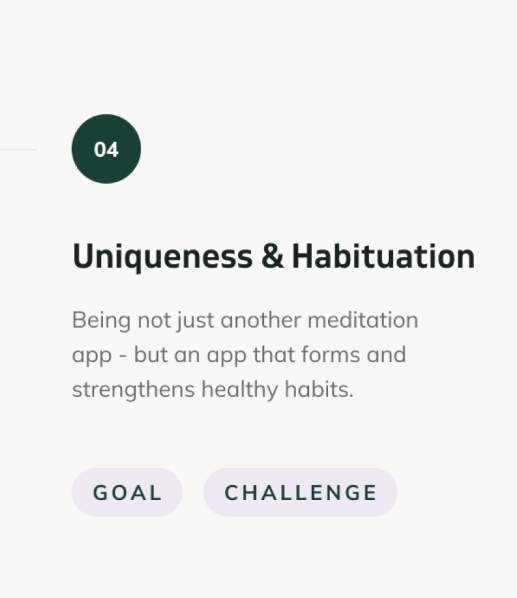 04
Uniqueness & Habituation
Being not just another meditation
app - but an app that forms and
strengthens healthy habits.
GOAL
CHALLENGE